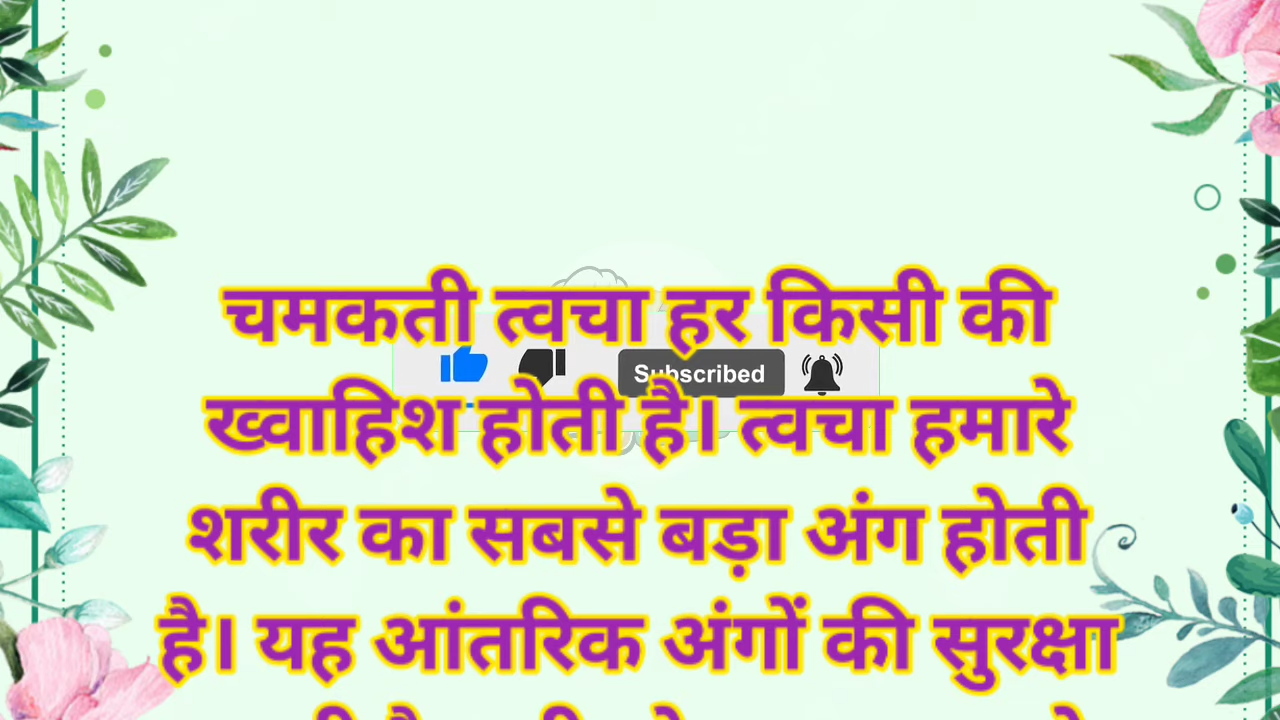 चमकती त्वचा हर किसी की
Subscribed
ख्वाहिश होती है। त्वचा हमारे
शरीर का सबसे बड़ा अंग होती
है। यह आंतरिक अंगों की सुरक्षा